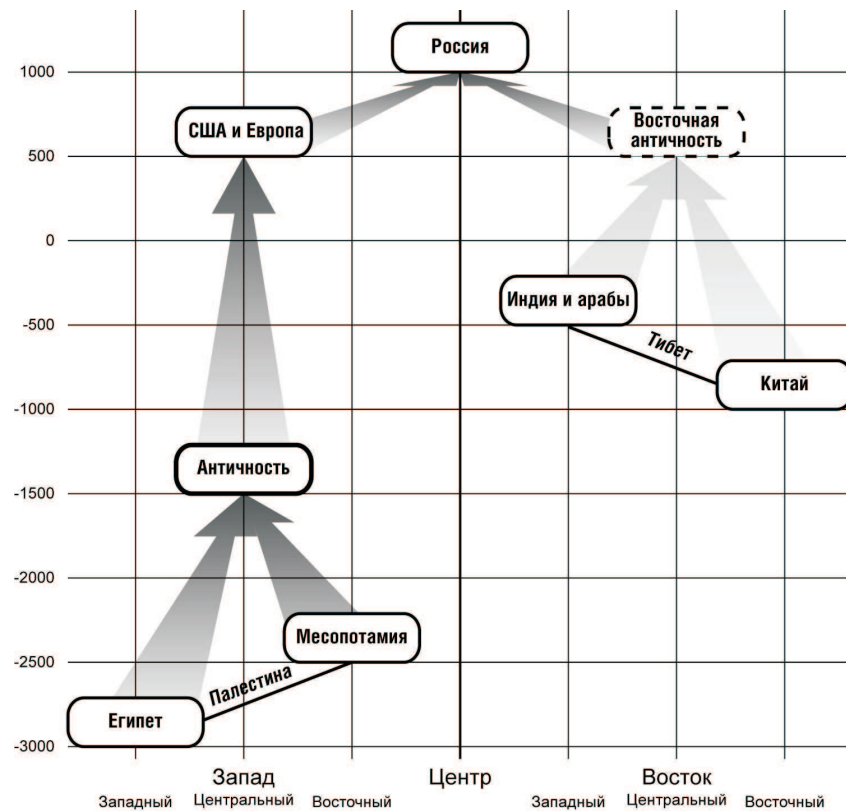 Россия
1000
США и Европа
Восточная
античность
500
0
Индия и арабы
-500
Тибет
Китай
-1000
Античность
-1500
-2000
Месопотамия
-2500
Палестина
Египет
-3000
Запад
Центр
Восток
Западный
Центральный
Восточный
Западный
Центральный
Восточный